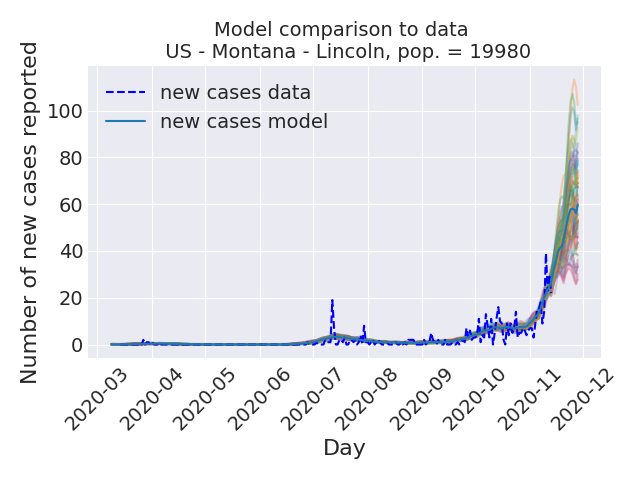 Model comparison to data
US - Montana - Lincoln, pop. = 19980
new cases data
new cases model
Number of new cases reported
100
80
60
40
20
0
2020-03
2020-04
2020-05
2020-06
2020-07
2020-08
2020-09
2020-10
2020-11
2020-12
Day